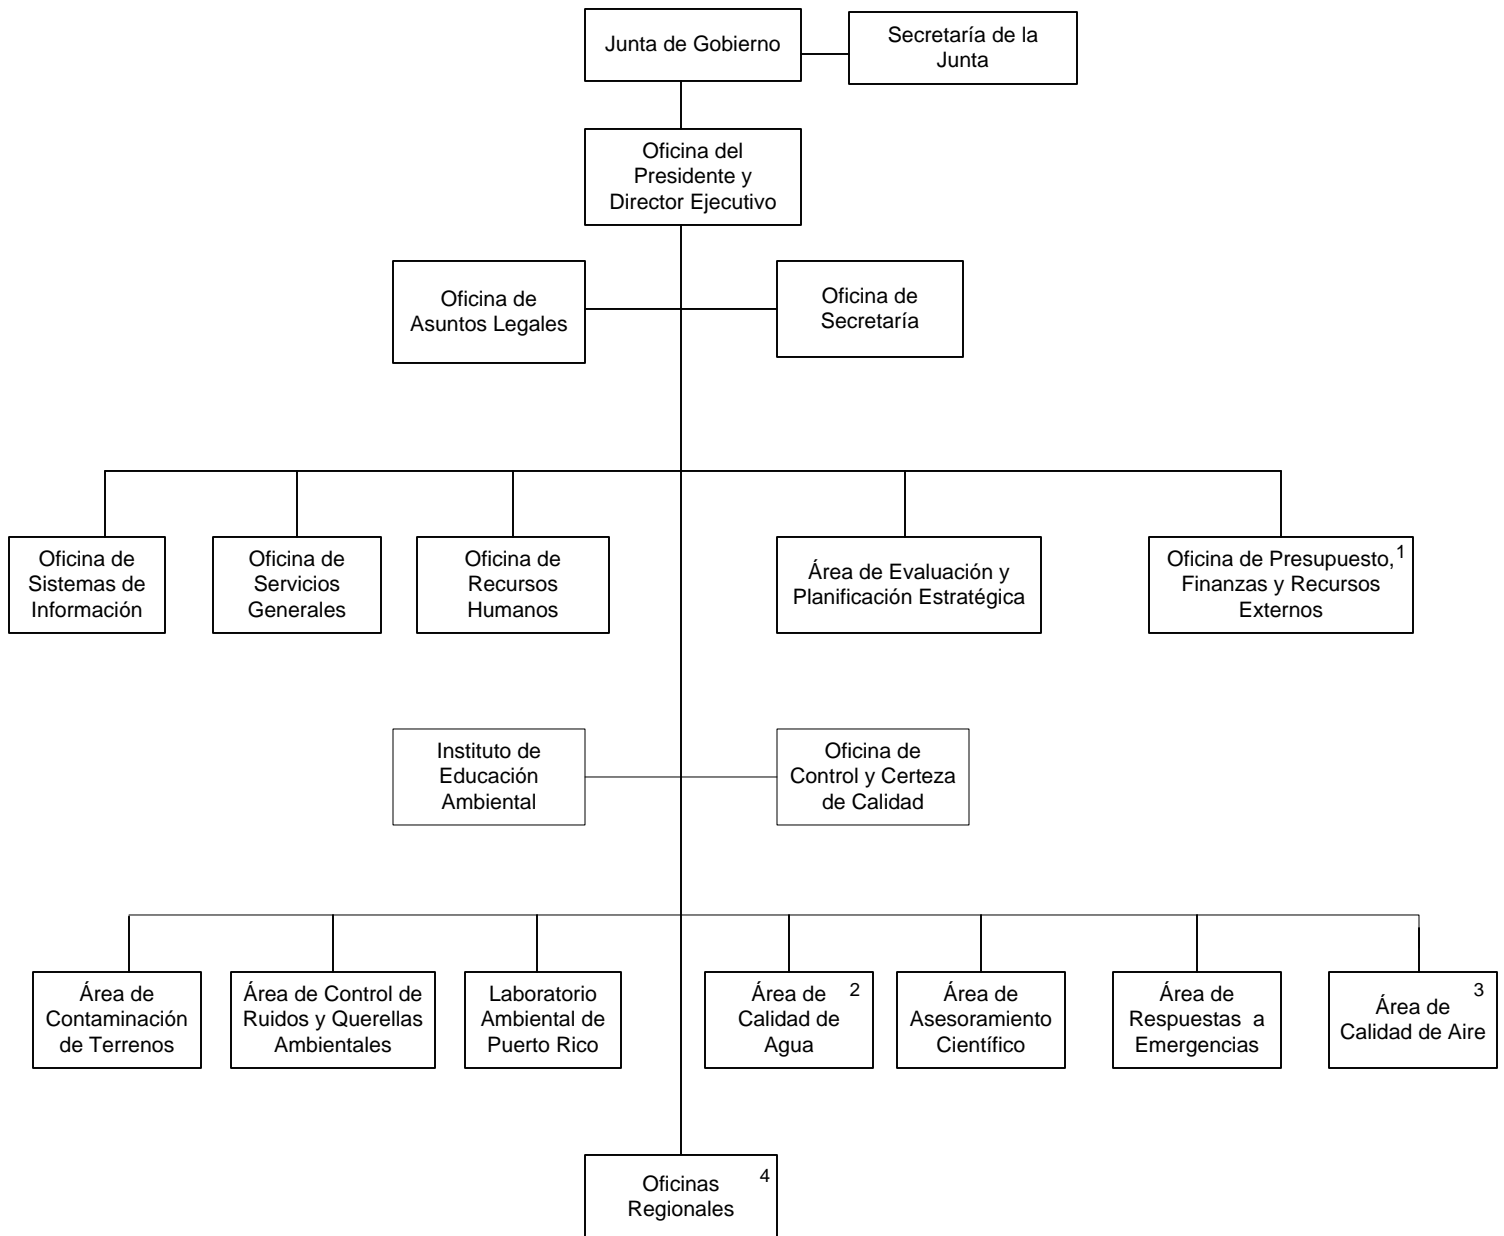 Junta de Gobierno
Secretaría de la
Junta
Oficina del
Presidente y
Director Ejecutivo
Oficina de
Asuntos Legales
Oficina de
Secretaría
Oficina de
Sistemas de
Información
Oficina de
Servicios
Generales
Oficina de
Recursos
Humanos
Área de Evaluación y
Planificación Estratégica
Oficina de Presupuesto, 1
Finanzas y Recursos
Externos
Instituto de
Educación
Ambiental
Oficina de
Control y Certeza
de Calidad
Área de
Contaminación
de Terrenos
Área de Control de
Ruidos y Querellas
Ambientales
Laboratorio
Ambiental de
Puerto Rico
Área de 2
Calidad de
Agua
Área de
Asesoramiento
Científico
Área de
Respuestas a
Emergencias
3
Área de
Calidad de Aire
Oficinas 4
Regionales